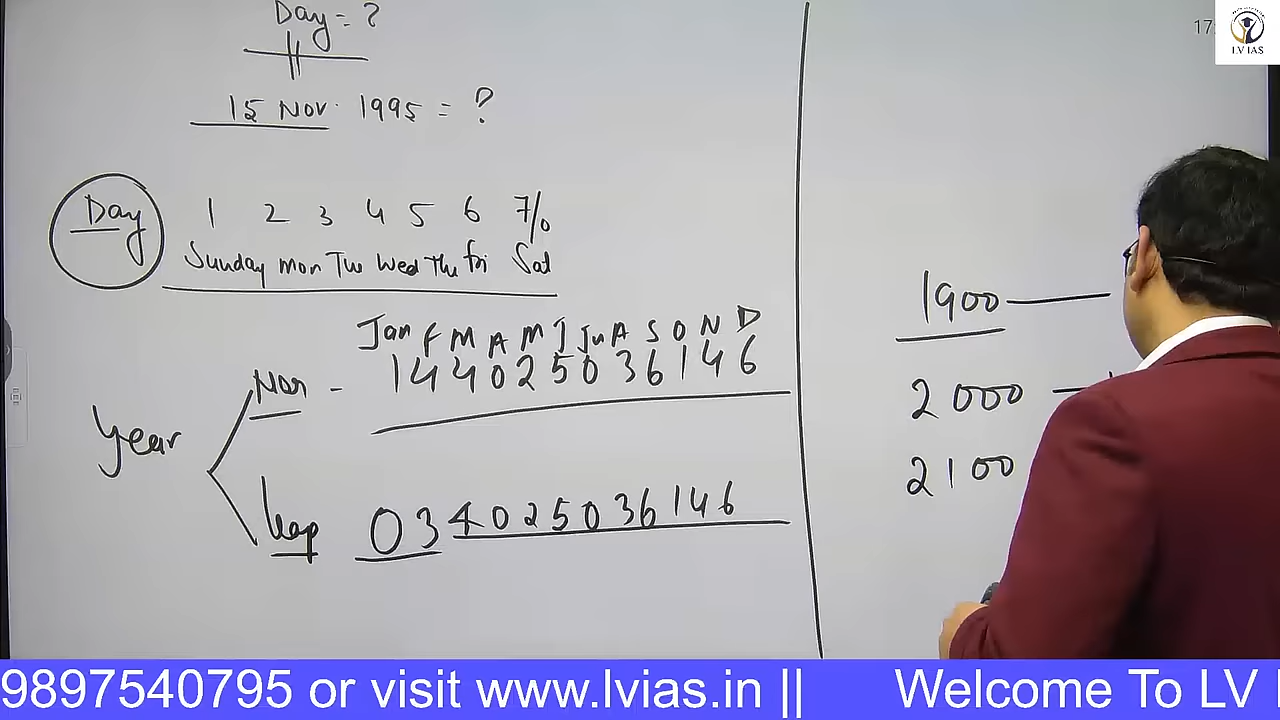 Day = ?
15 Nov. 1995 = ?
Day 1 2 3 4 5 6 7/0
Sunday Mon Tue Wed Thu Fri Sat
Jan F M A M J Ju A S O N D
Nor - 1 4 4 0 2 5 0 3 6 1 4 6
Year
Leap 0 3 4 0 2 5 0 3 6 1 4 6
1900
2000
2100
17:
LV IAS
9897540795 or visit www.lvias.in || Welcome To LV